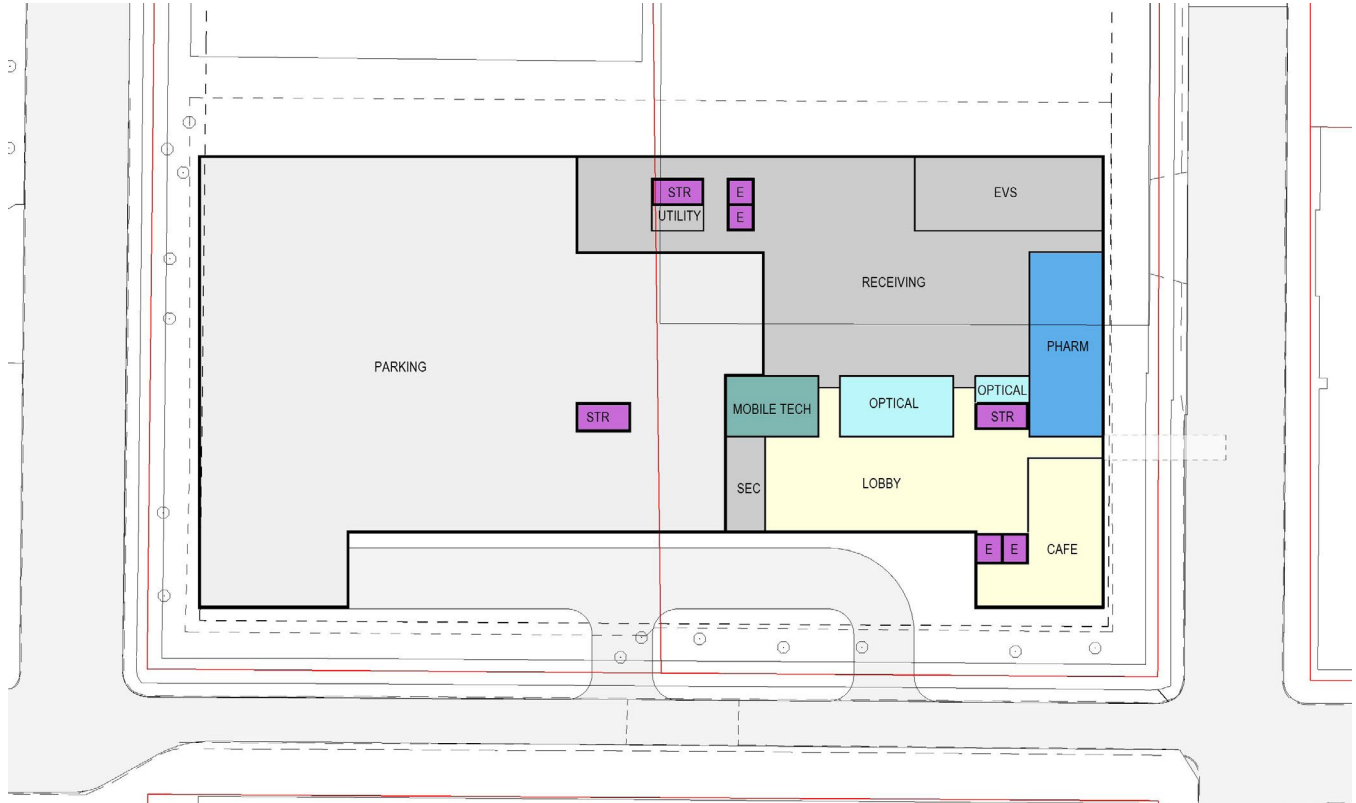 STR
E
EVS
UTILITY
E
RECEIVING
PHARM
PARKING
OPTICAL
MOBILE TECH
OPTICAL
STR
STR
SEC
LOBBY
E
E
CAFE